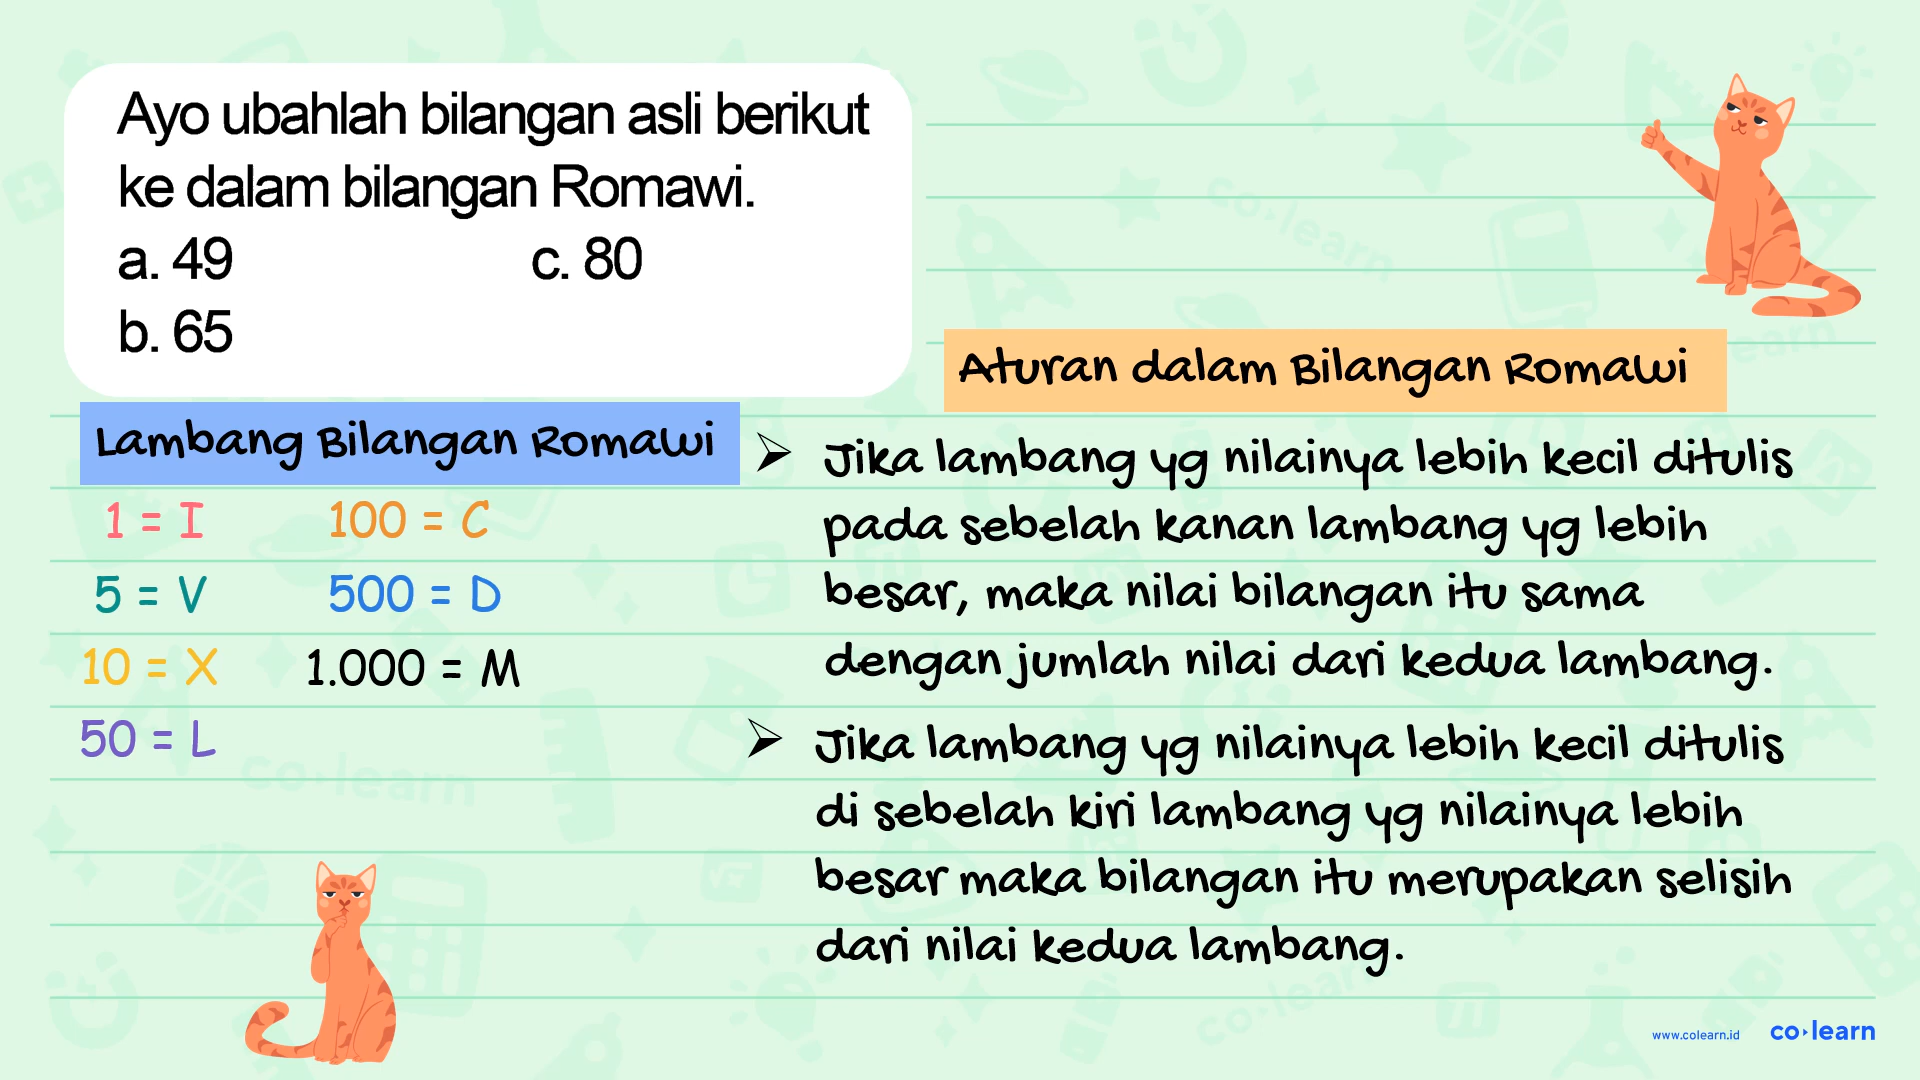 Ayo ubahlah bilangan asli berikut
ke dalam bilangan Romawi.
a. 49 c. 80
b. 65
Lambang Bilangan Romawi
1 = I 100 = C
5 = V 500 = D
10 = X 1.000 = M
50 = L
Aturan dalam Bilangan Romawi
➢ Jika lambang yg nilainya lebih kecil ditulis
pada sebelah kanan lambang yg lebih
besar, maka nilai bilangan itu sama
dengan jumlah nilai dari kedua lambang.
➢ Jika lambang yg nilainya lebih kecil ditulis
di sebelah kiri lambang yg nilainya lebih
besar maka bilangan itu merupakan selisih
dari nilai kedua lambang.
www.colearn.id co learn